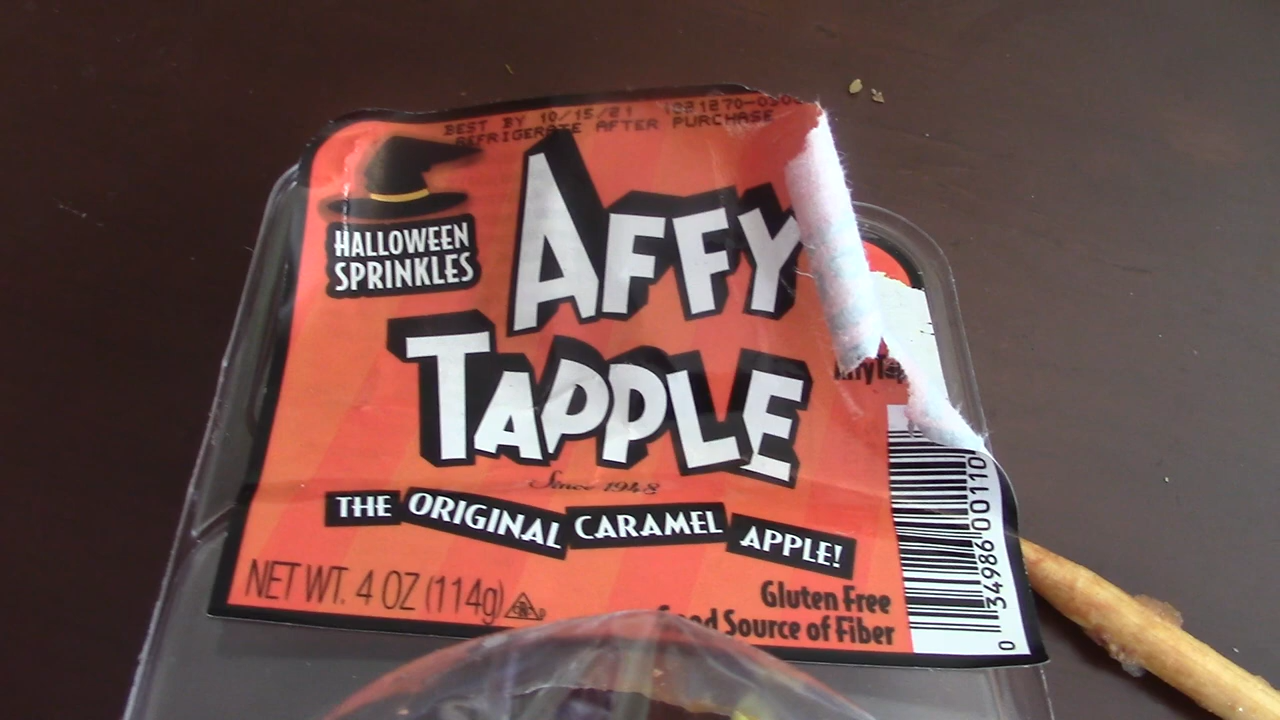 BEST BY 10/15/21
REFRIGERATE AFTER PURCHASE
HALLOWEEN
SPRINKLES
AFFY
TAPPLE
Since 1948
THE ORIGINAL CARAMEL APPLE!
NET WT. 4 OZ (114g)
Gluten Free
Source of Fiber
0 34986 00110